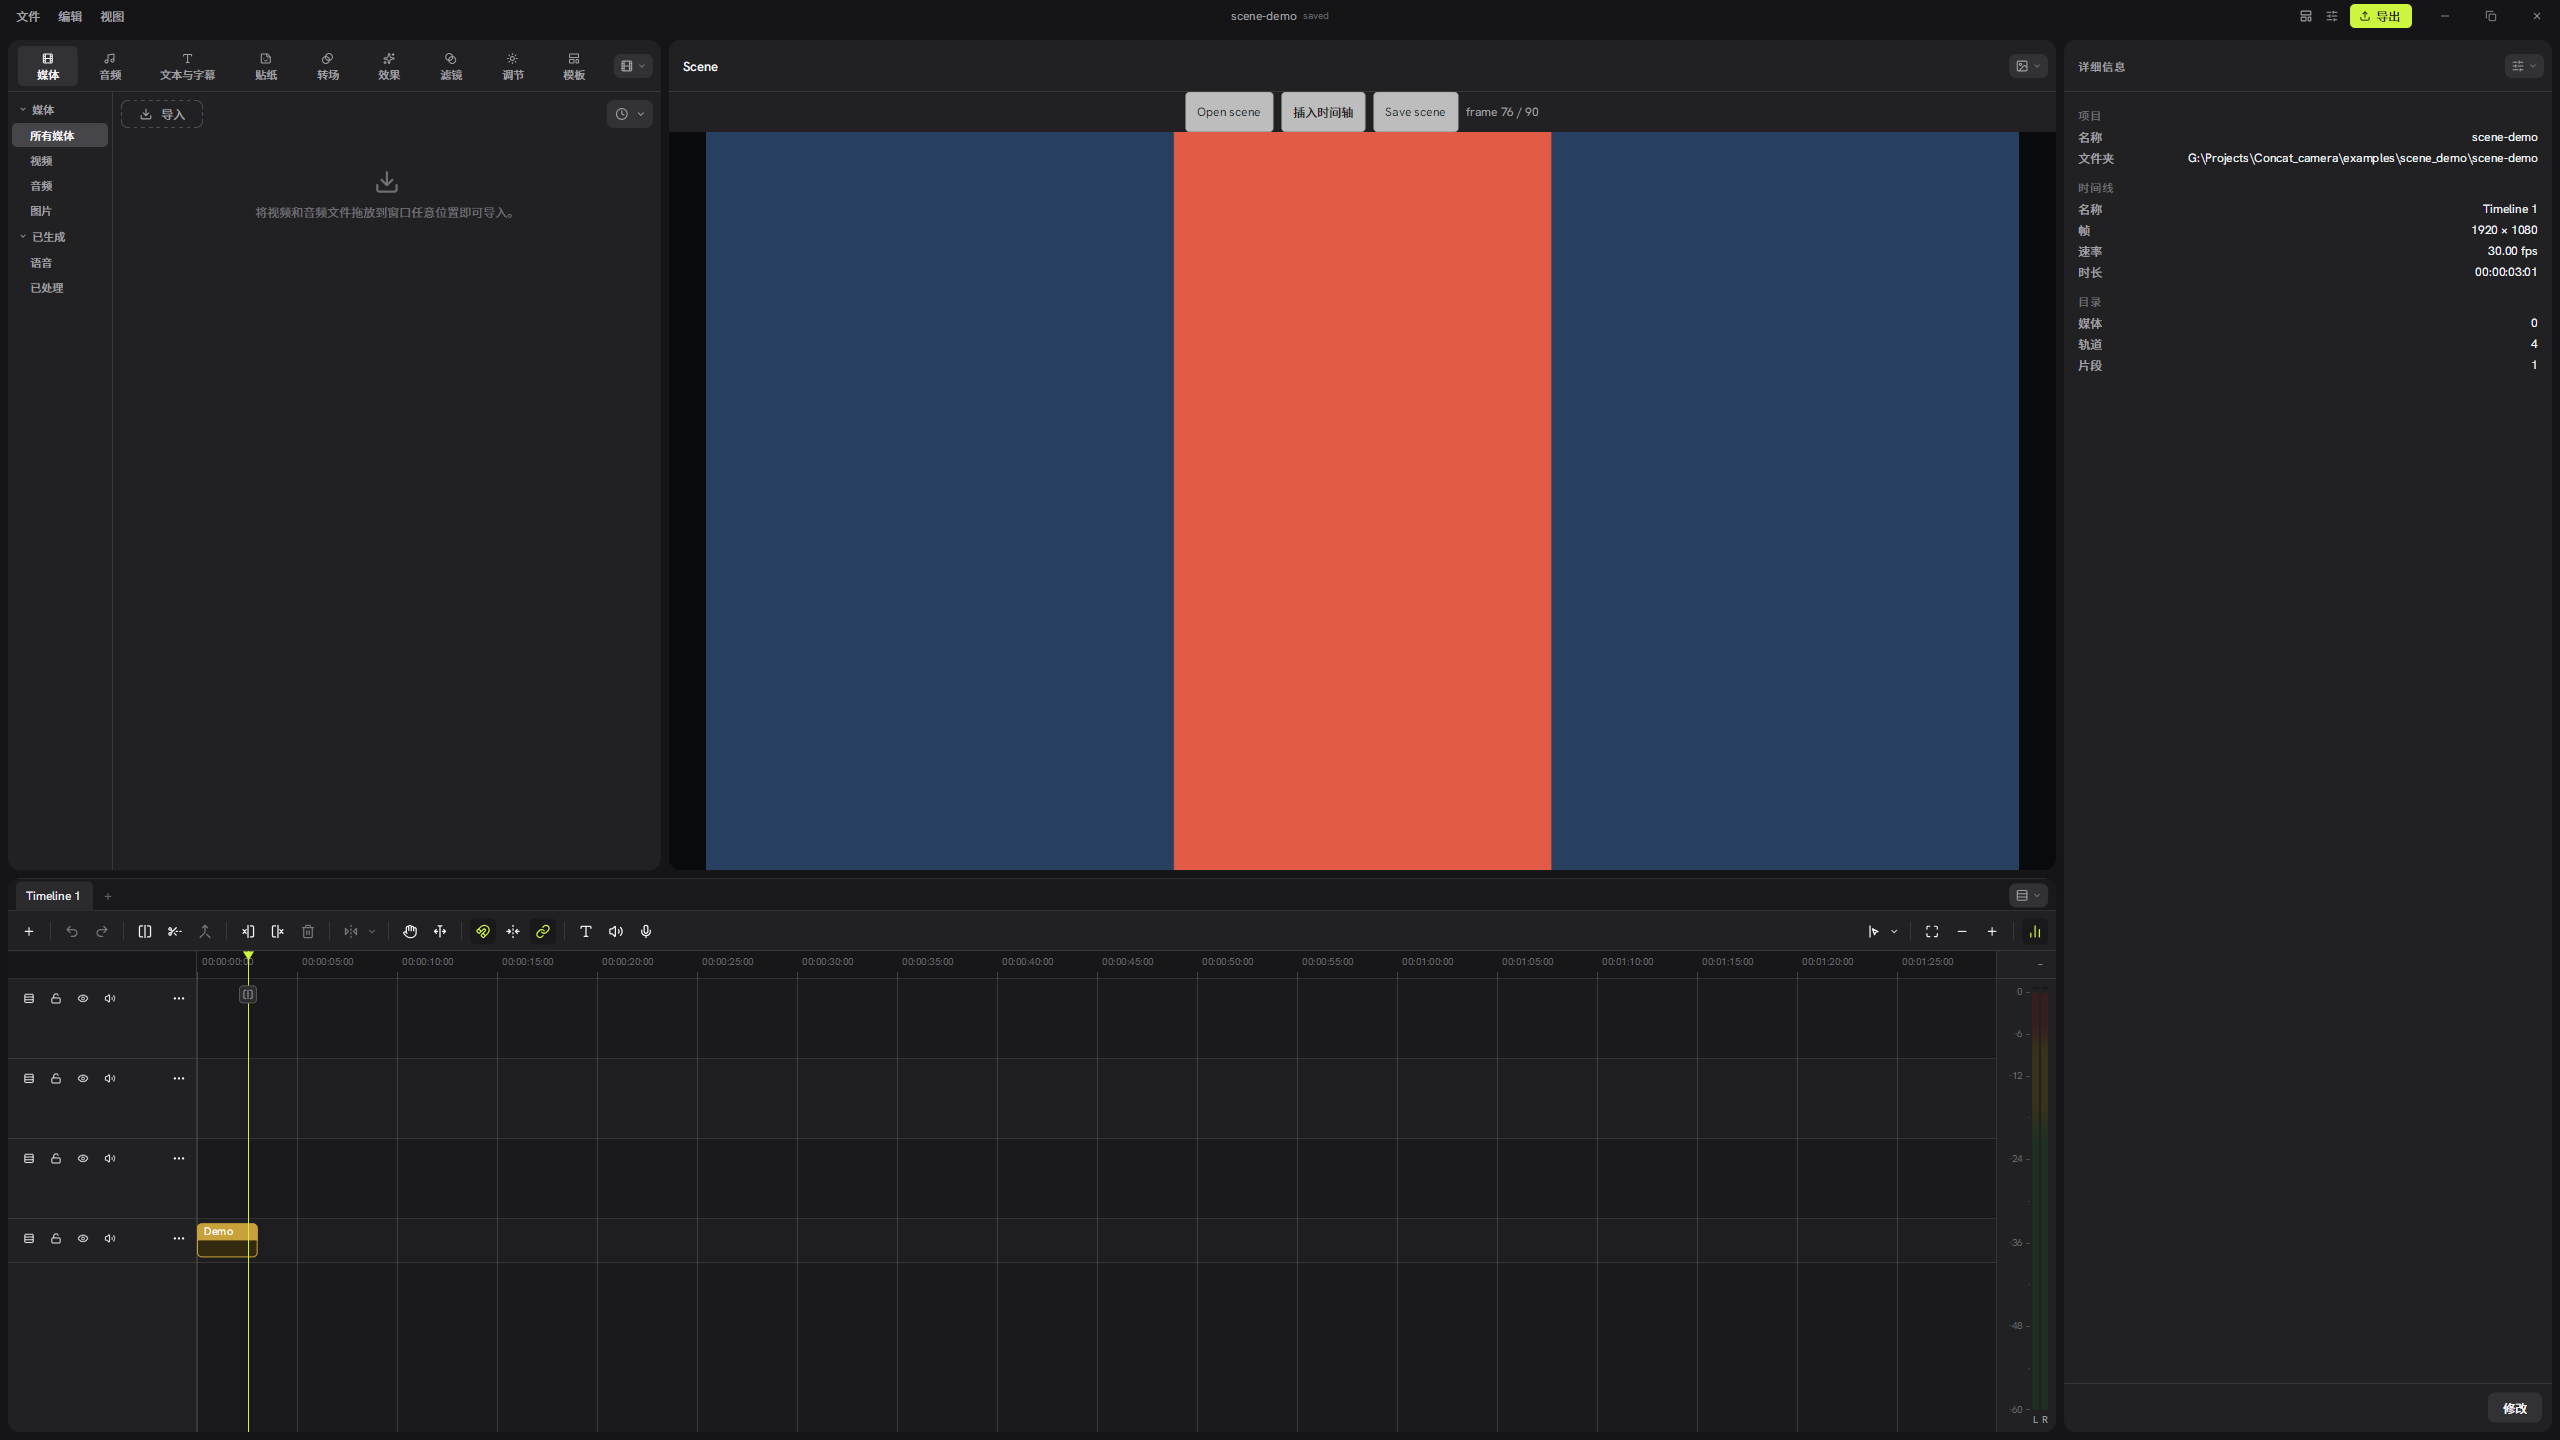 文件 编辑 视图
scene-demo saved
导出
媒体 音频 文本与字幕 贴纸 转场 效果 滤镜 调节 模板
媒体
所有媒体
视频
音频
图片
已生成
语音
已处理
导入
将视频和音频文件拖放到窗口任意位置即可导入。
Scene
Open scene 插入时间轴 Save scene frame 76 / 90
详细信息
项目
名称 scene-demo
文件夹 G:\Projects\Concat_camera\examples\scene_demo\scene-demo
时间线
名称 Timeline 1
帧 1920 × 1080
速率 30.00 fps
时长 00:00:03:01
目录
媒体 0
轨道 4
片段 1
修改
Timeline 1
00:00:00:00 00:00:05:00 00:00:10:00 00:00:15:00 00:00:20:00 00:00:25:00 00:00:30:00 00:00:35:00 00:00:40:00 00:00:45:00 00:00:50:00 00:00:55:00 00:01:00:00 00:01:05:00 00:01:10:00 00:01:15:00 00:01:20:00 00:01:25:00
Demo
0
-6
-12
-24
-36
-48
-60
L R